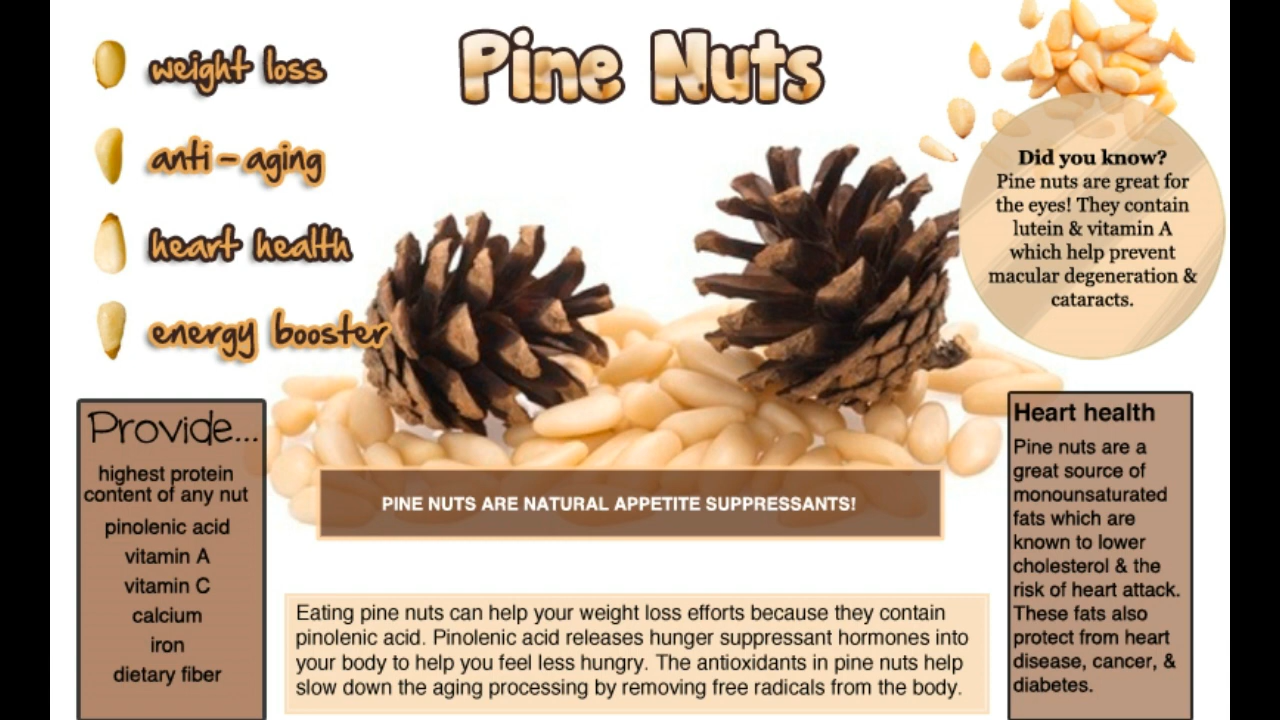 Pine Nuts
weight loss
anti - aging
heart health
energy booster
Did you know?
Pine nuts are great for
the eyes! They contain
lutein & vitamin A
which help prevent
macular degeneration &
cataracts.
Provide...
highest protein
content of any nut
pinolenic acid
vitamin A
vitamin C
calcium
iron
dietary fiber
PINE NUTS ARE NATURAL APPETITE SUPPRESSANTS!
Eating pine nuts can help your weight loss efforts because they contain
pinolenic acid. Pinolenic acid releases hunger suppressant hormones into
your body to help you feel less hungry. The antioxidants in pine nuts help
slow down the aging processing by removing free radicals from the body.
Heart health
Pine nuts are a
great source of
monounsaturated
fats which are
known to lower
cholesterol & the
risk of heart attack.
These fats also
protect from heart
disease, cancer, &
diabetes.